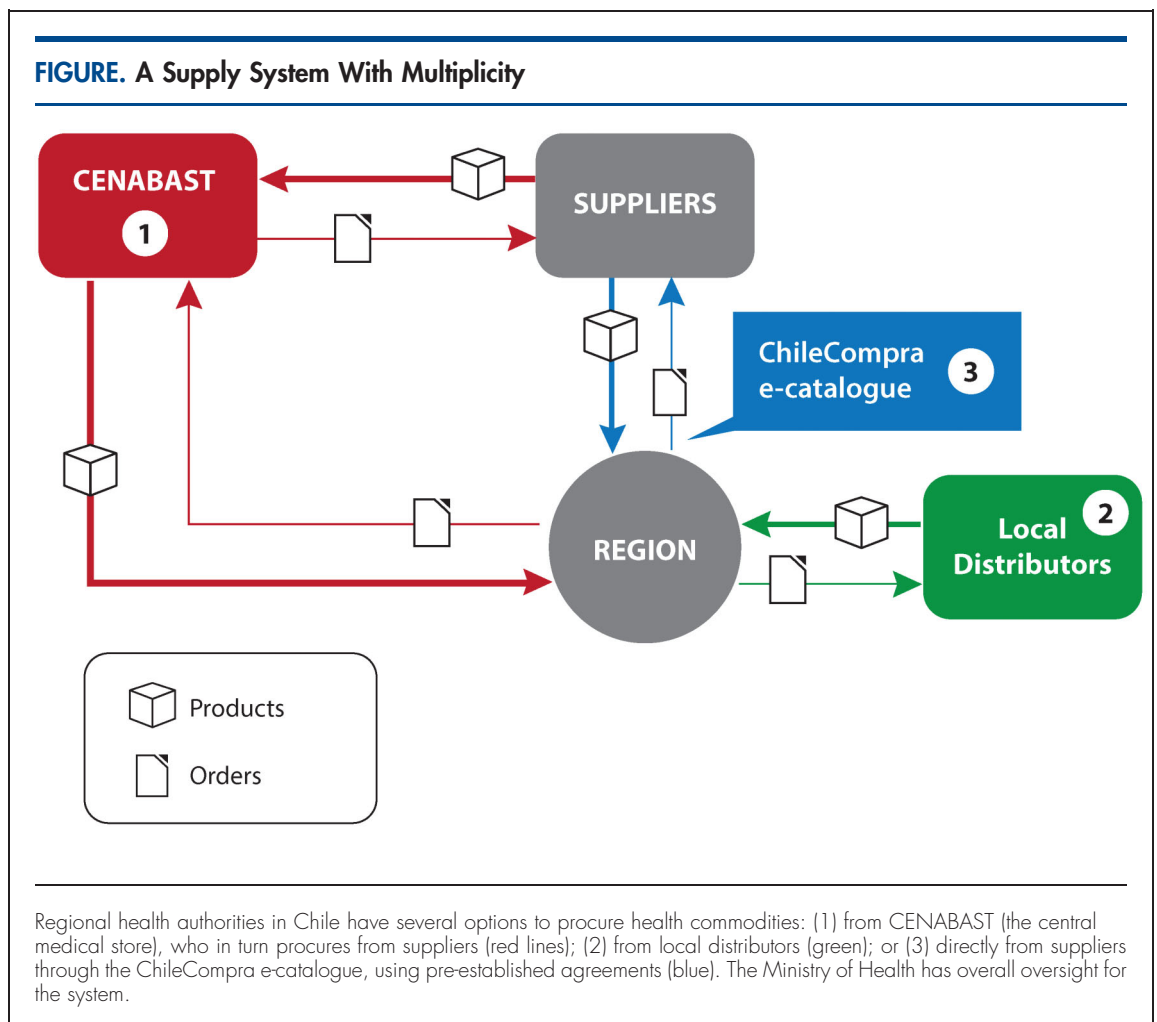 FIGURE. A Supply System With Multiplicity
CENABAST
1
SUPPLIERS
ChileCompra
e-catalogue
3
REGION
2
Local
Distributors
Products
Orders
Regional health authorities in Chile have several options to procure health commodities: (1) from CENABAST (the central
medical store), who in turn procures from suppliers (red lines); (2) from local distributors (green); or (3) directly from suppliers
through the ChileCompra e-catalogue, using pre-established agreements (blue). The Ministry of Health has overall oversight for
the system.